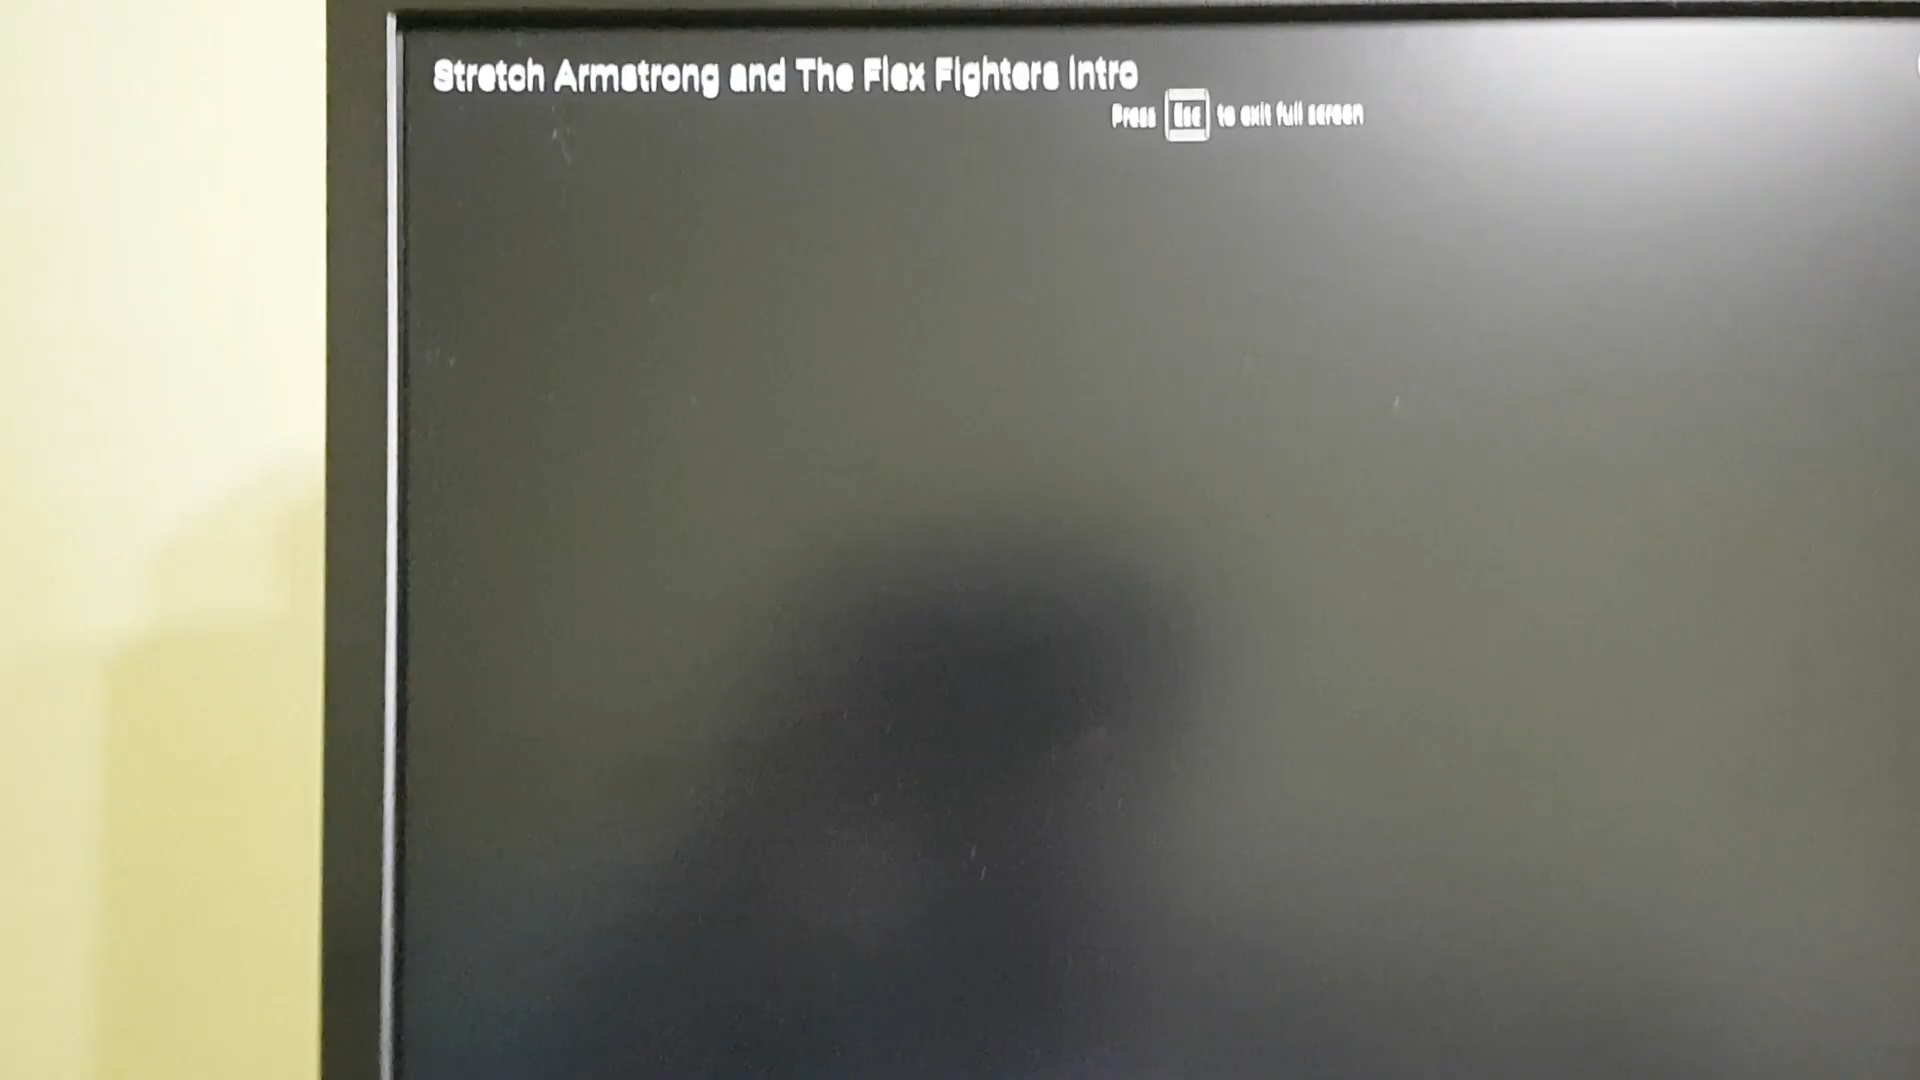 Stretch Armstrong and The Flex Fighters Intro
Press Esc to exit full screen